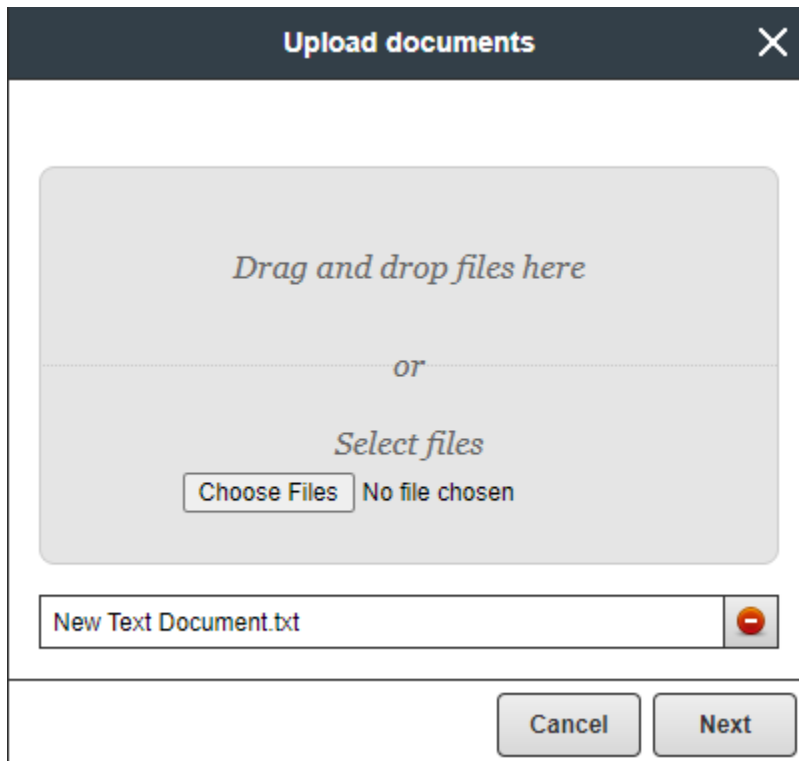 Upload documents
Drag and drop files here
or
Select files
Choose Files No file chosen
New Text Document.txt
Cancel Next